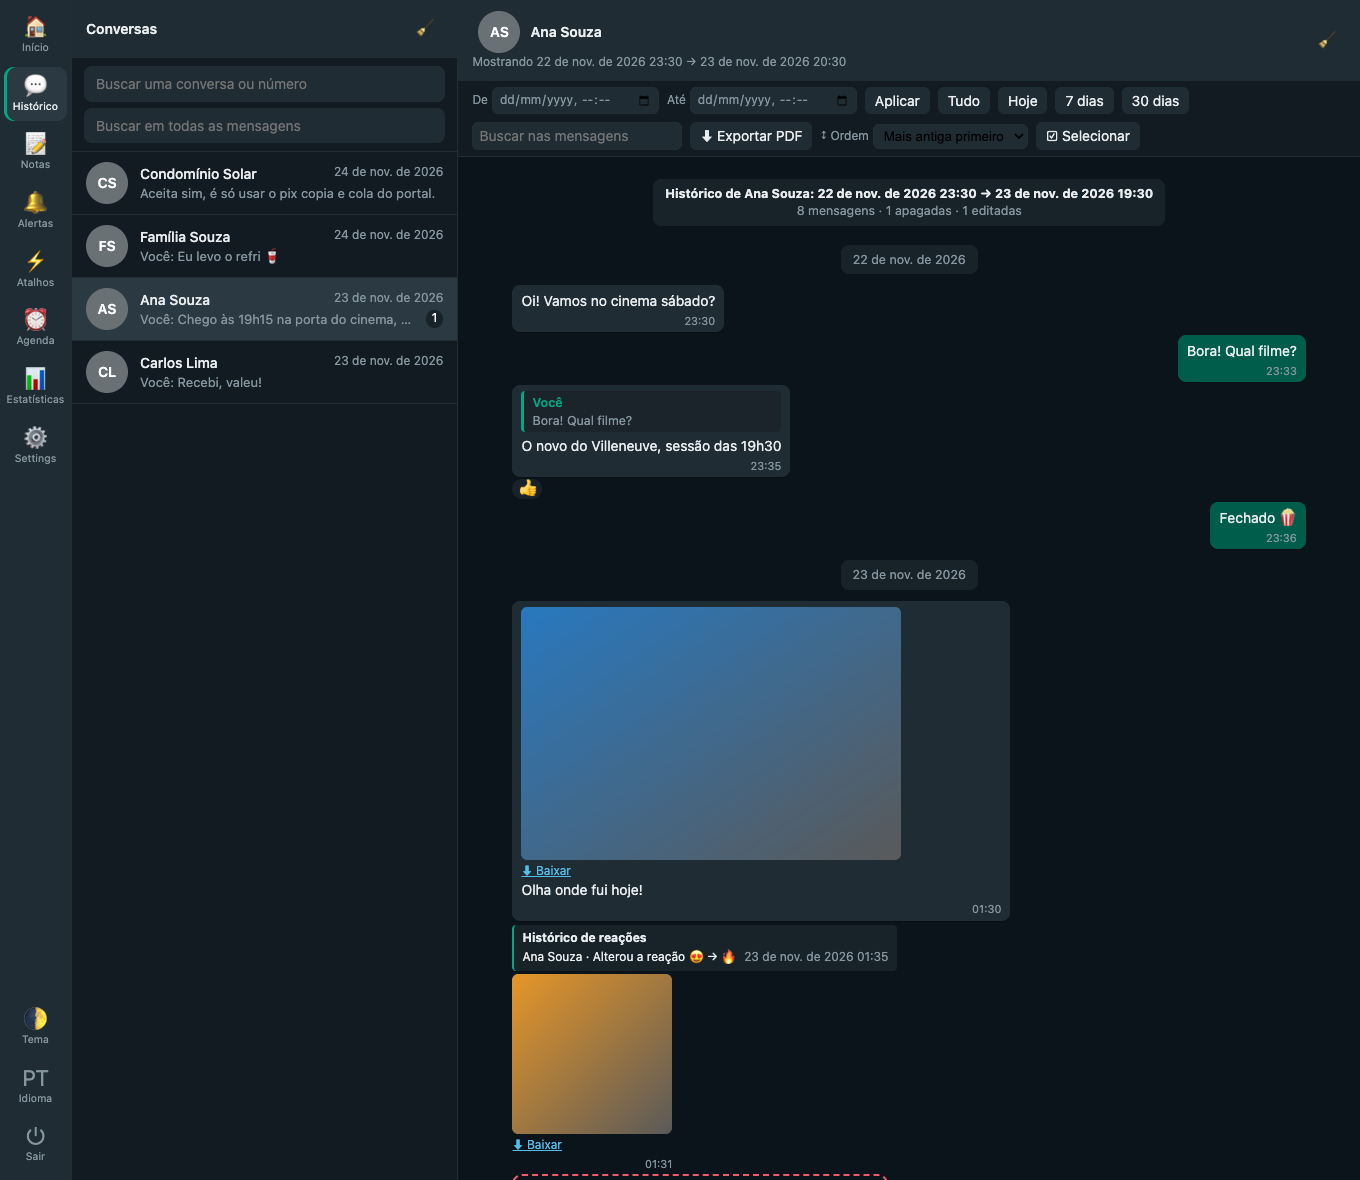 Início
Histórico
Notas
Alertas
Atalhos
Agenda
Estatísticas
Settings
Tema
PT
Idioma
Sair
Conversas
Buscar uma conversa ou número
Buscar em todas as mensagens
CS
Condomínio Solar
24 de nov. de 2026
Aceita sim, é só usar o pix copia e cola do portal.
FS
Família Souza
24 de nov. de 2026
Você: Eu levo o refri 🥤
AS
Ana Souza
23 de nov. de 2026
Você: Chego às 19h15 na porta do cinema, ...
1
CL
Carlos Lima
23 de nov. de 2026
Você: Recebi, valeu!
AS
Ana Souza
Mostrando 22 de nov. de 2026 23:30 → 23 de nov. de 2026 20:30
De dd/mm/yyyy, --:-- Até dd/mm/yyyy, --:-- Aplicar Tudo Hoje 7 dias 30 dias
Buscar nas mensagens ⬇ Exportar PDF ↕ Ordem Mais antiga primeiro ☑ Selecionar
Histórico de Ana Souza: 22 de nov. de 2026 23:30 → 23 de nov. de 2026 19:30
8 mensagens · 1 apagadas · 1 editadas
22 de nov. de 2026
Oi! Vamos no cinema sábado?
23:30
Bora! Qual filme?
23:33
Você
Bora! Qual filme?
O novo do Villeneuve, sessão das 19h30
23:35
👍
Fechado 🍿
23:36
23 de nov. de 2026
⬇ Baixar
Olha onde fui hoje!
01:30
Histórico de reações
Ana Souza · Alterou a reação 😍 → 🔥 23 de nov. de 2026 01:35
⬇ Baixar
01:31